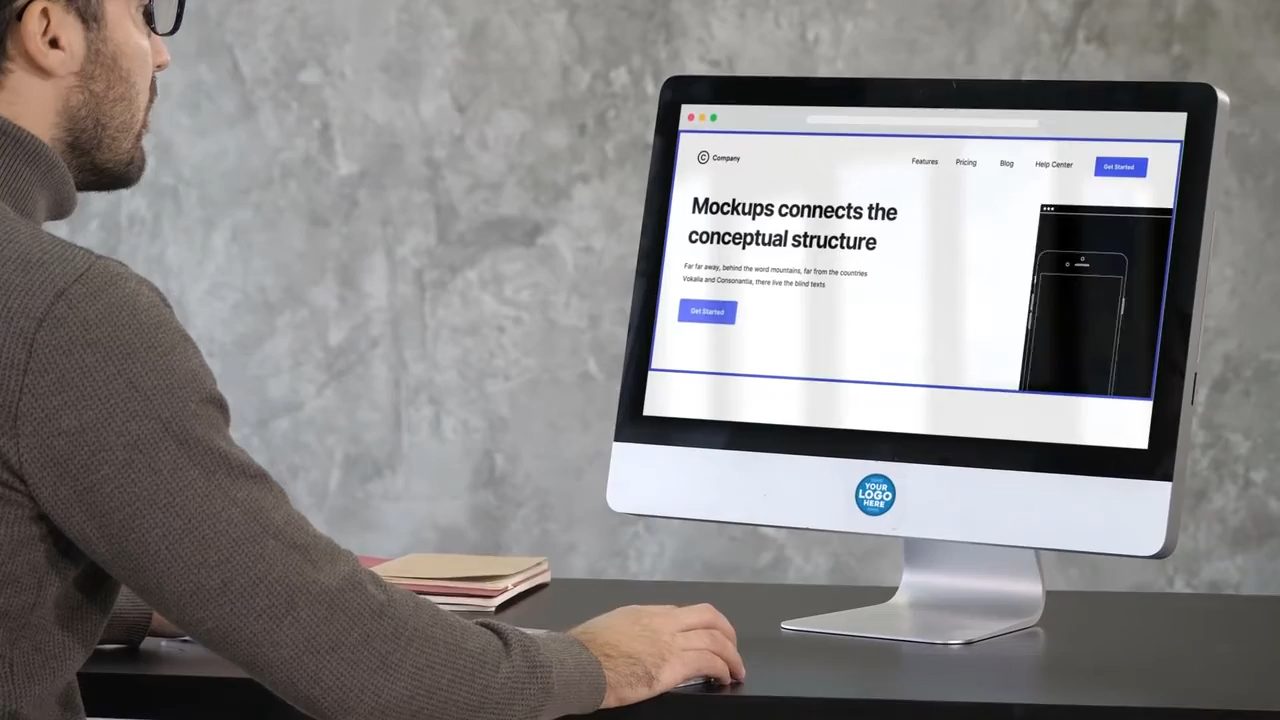 Company
Features
Pricing
Blog
Help Center
Get Started
Mockups connects the
conceptual structure
Far far away, behind the word mountains, far from the countries
Vokalia and Consonantia, there live the blind texts
Get Started
YOUR
LOGO
HERE